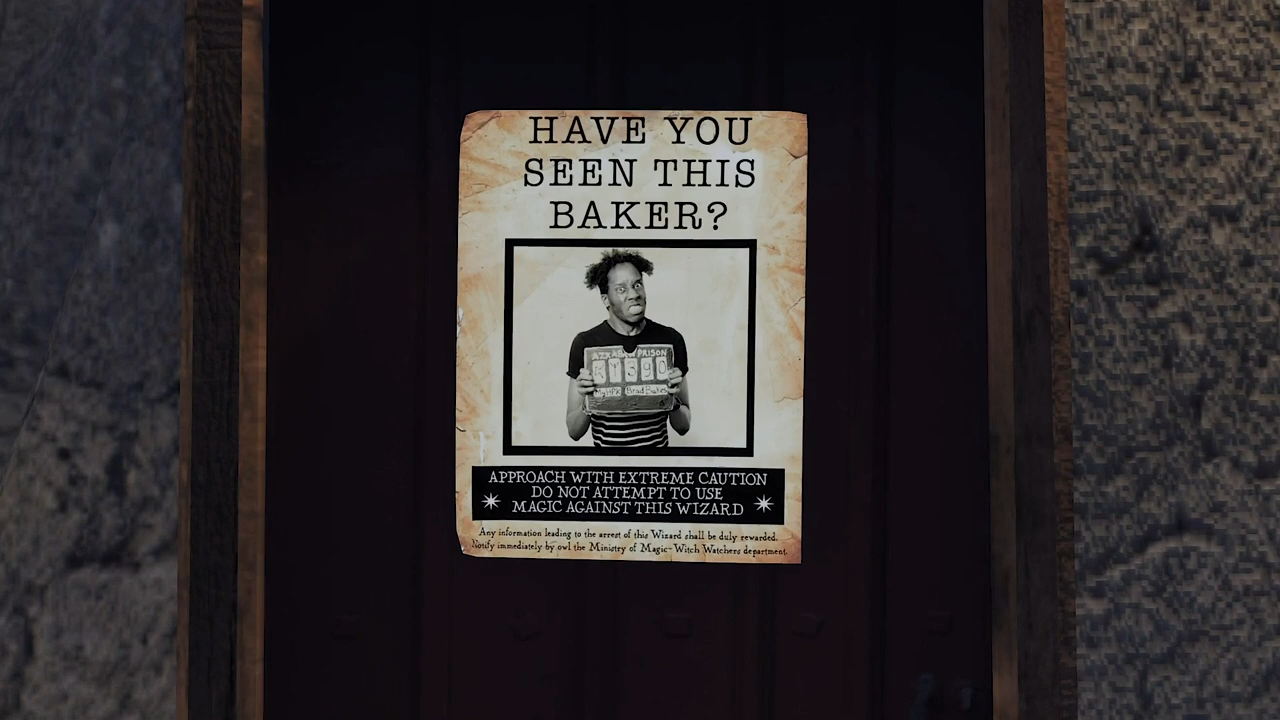 HAVE YOU
SEEN THIS
BAKER?
AZKABAN PRISON
APPROACH WITH EXTREME CAUTION
DO NOT ATTEMPT TO USE
MAGIC AGAINST THIS WIZARD
Any information leading to the arrest of this Wizard shall be duly rewarded.
Notify immediately by owl the Ministry of Magic-Witch Watchers department.